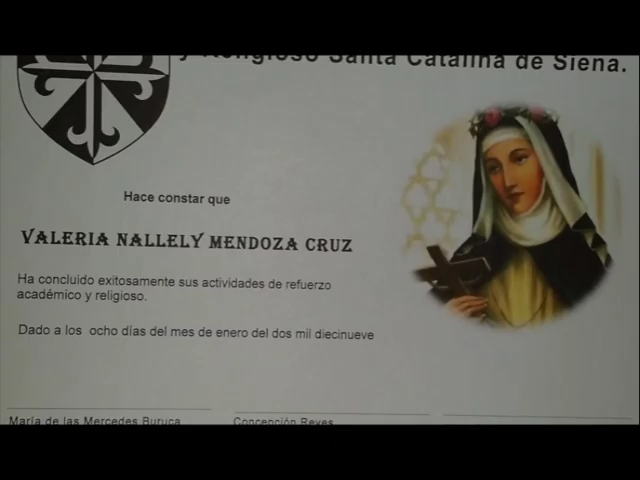 y Religioso Santa Catalina de Siena.
Hace constar que
VALERIA NALLELY MENDOZA CRUZ
Ha concluido exitosamente sus actividades de refuerzo
académico y religioso.
Dado a los ocho días del mes de enero del dos mil diecinueve
María de las Mercedes Buruca
Concepción Reyes